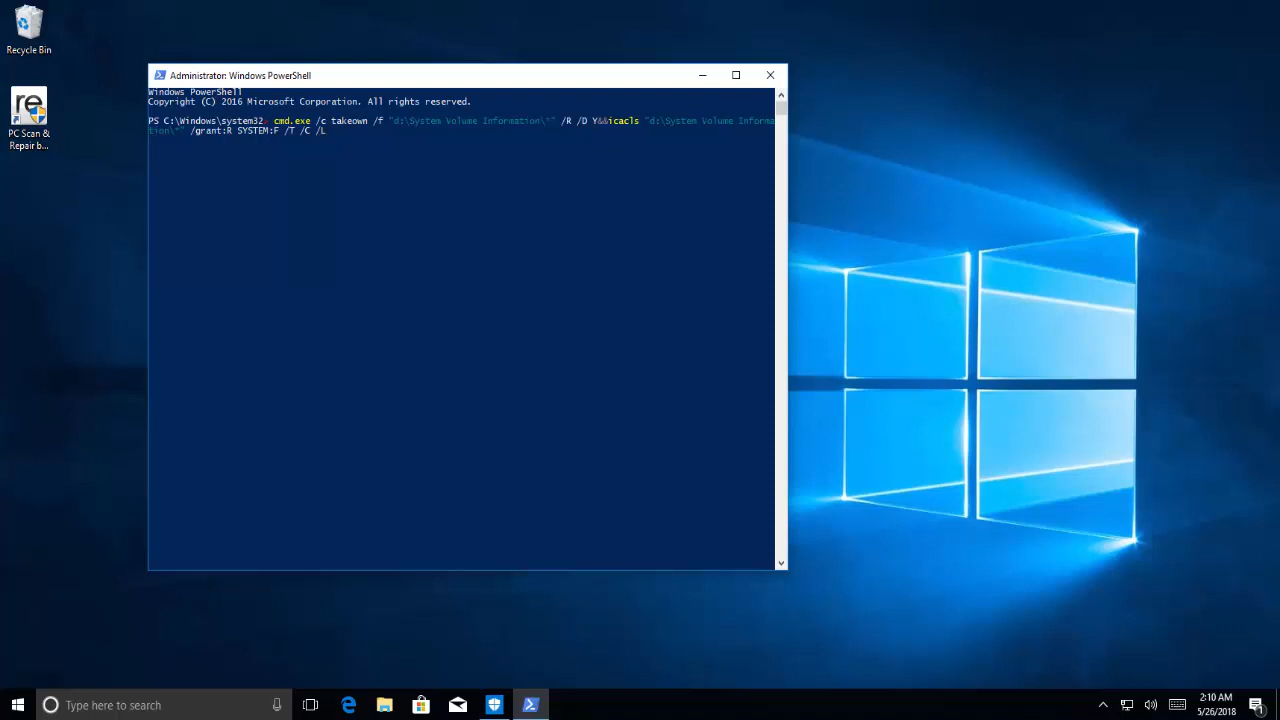 Recycle Bin
PC Scan &
Repair b...
Administrator: Windows PowerShell
Windows PowerShell
Copyright (C) 2016 Microsoft Corporation. All rights reserved.
PS C:\Windows\system32> cmd.exe /c takeown /f "d:\System Volume Information\*" /R /D Y&&icacls "d:\System Volume Informa
tion\*" /grant:R SYSTEM:F /T /C /L
Type here to search
2:10 AM
5/26/2018
1